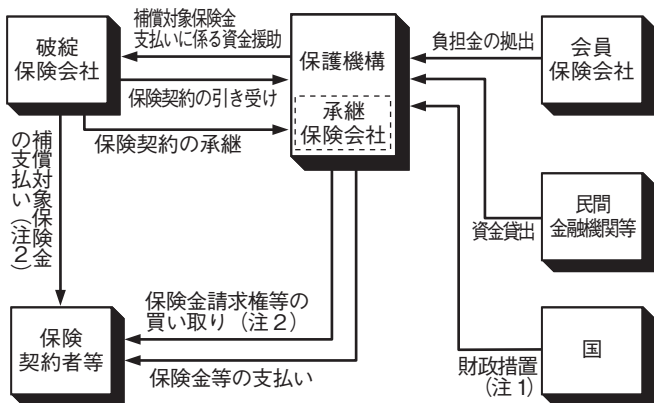 破綻
保険会社
補償対象保険金
支払いに係る資金援助
保険契約の引き受け
保険契約の承継
保護機構
承継
保険会社
負担金の拠出
会員
保険会社
補償対象保険金
の支払い（注2）
民間
金融機関等
資金貸出
保険金請求権等の
買い取り（注2）
保険
契約者等
保険金等の支払い
財政措置
（注1）
国